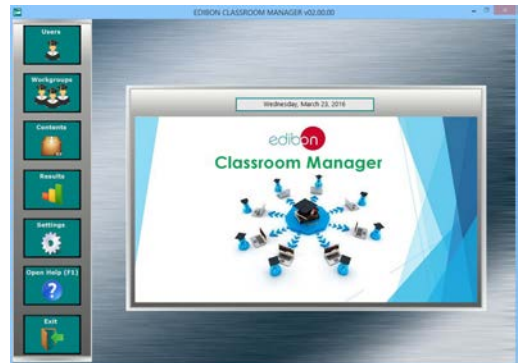 EDIBON CLASSROOM MANAGER v02.00.00
Users
Workgroups
Contents
Results
Settings
Open Help (F1)
?
Exit
Wednesday, March 23, 2016
edibon
Classroom Manager